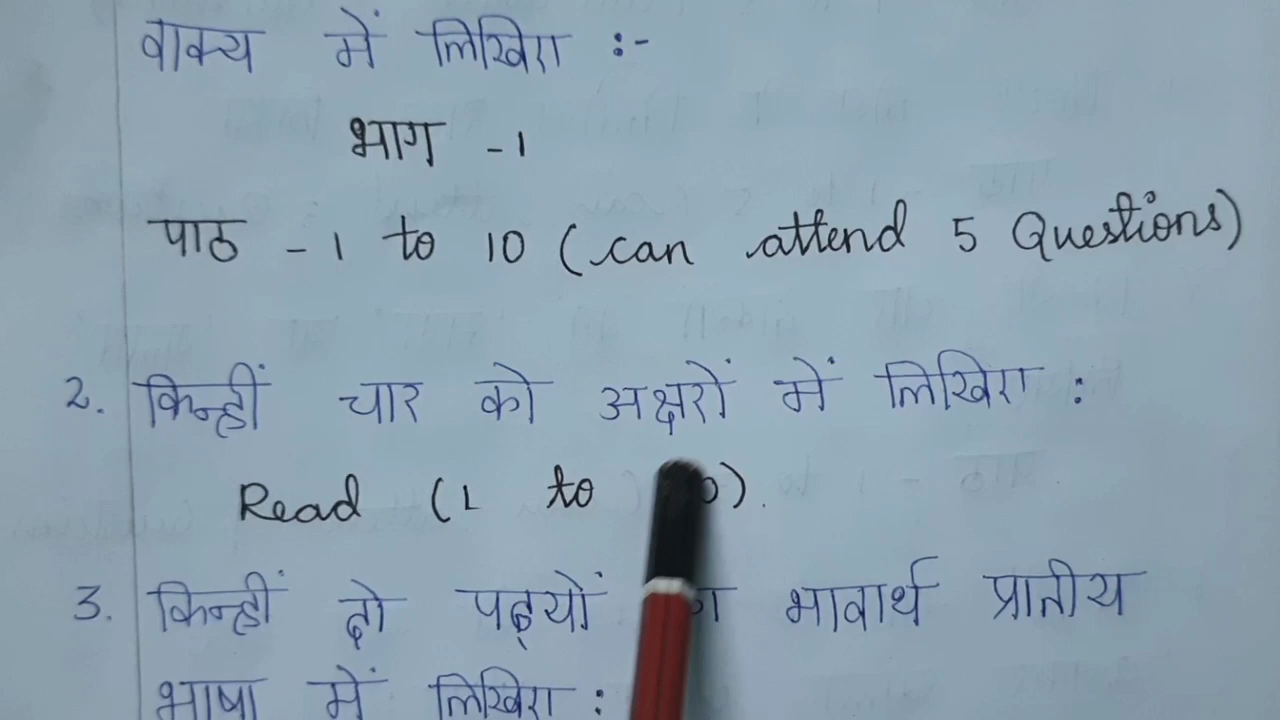 वाक्य में लिखिए :-
भाग -1
पाठ -1 to 10 (can attend 5 Questions)
2. किन्हीं चार को अक्षरों में लिखिए :
Read (1 to
3. किन्हीं दो पद्यों भावार्थ प्रातीय
भाषा में लिखिए :